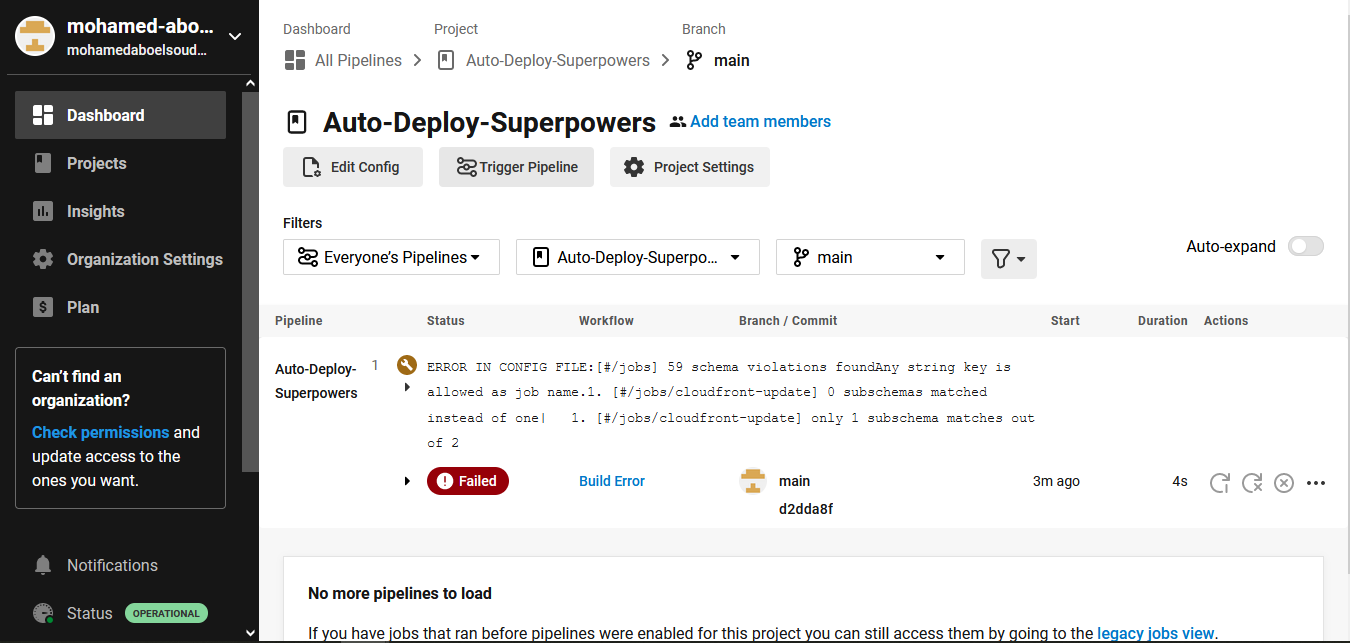 mohamed-abo...
mohamedaboelsoud...
Dashboard
Projects
Insights
Organization Settings
Plan
Can't find an
organization?
Check permissions and
update access to the
ones you want.
Notifications
Status OPERATIONAL
Dashboard Project Branch
All Pipelines Auto-Deploy-Superpowers main
Auto-Deploy-Superpowers Add team members
Edit Config Trigger Pipeline Project Settings
Filters
Everyone's Pipelines Auto-Deploy-Superpo... main Auto-expand
Pipeline Status Workflow Branch / Commit Start Duration Actions
Auto-Deploy-
Superpowers
1
ERROR IN CONFIG FILE:[#/jobs] 59 schema violations foundAny string key is
allowed as job name.1. [#/jobs/cloudfront-update] 0 subschemas matched
instead of one|   1. [#/jobs/cloudfront-update] only 1 subschema matches out
of 2
Failed Build Error main 3m ago 4s
d2dda8f
No more pipelines to load
If you have jobs that ran before pipelines were enabled for this project you can still access them by going to the legacy jobs view.